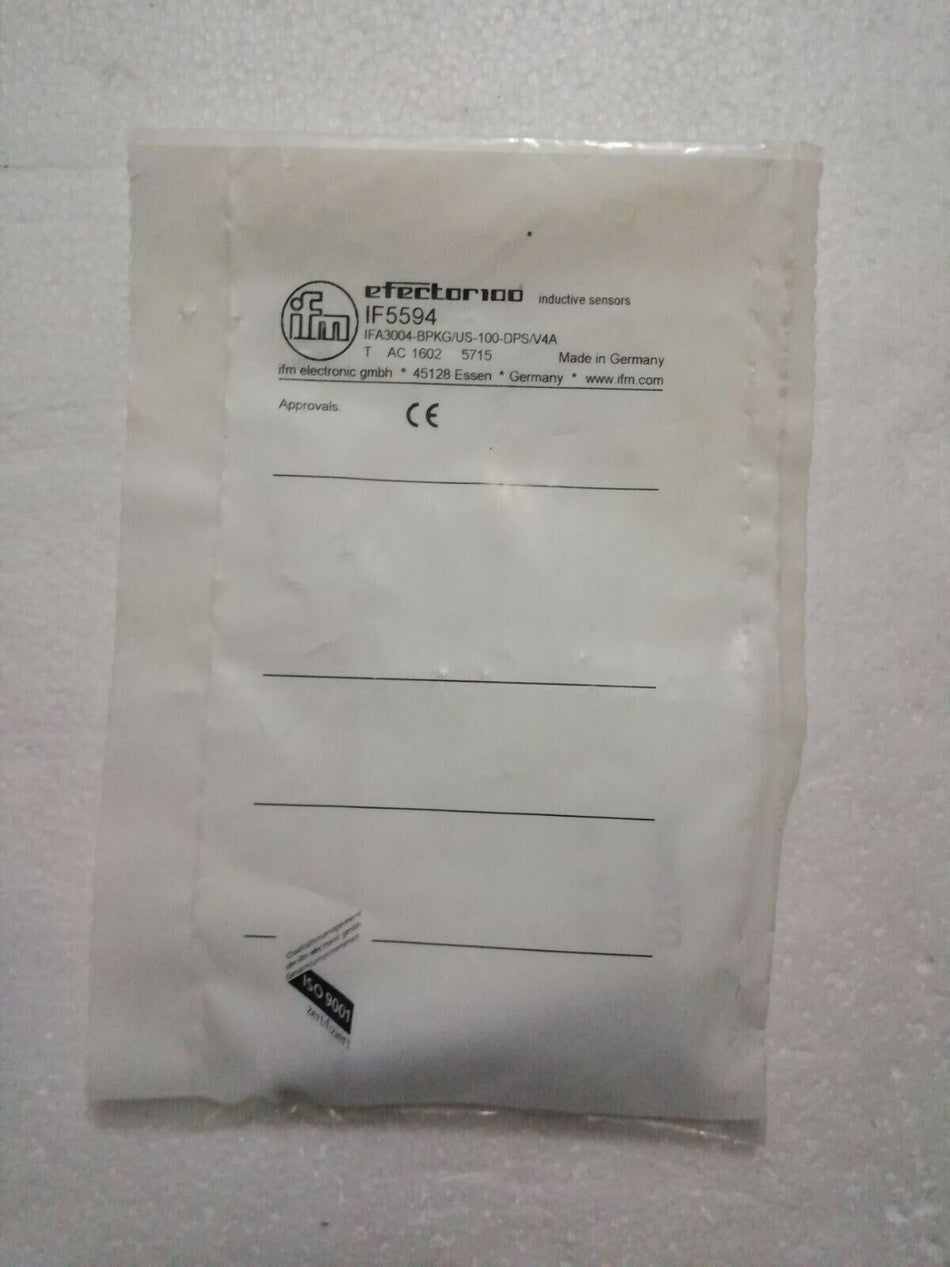 ifm
efector100 inductive sensors
IF5594
IFA3004-BPKG/US-100-DPS/V4A
T AC 1602 5715 Made in Germany
ifm electronic gmbh * 45128 Essen * Germany * www.ifm.com
Approvals: CE
ISO 9001
zertifiziert